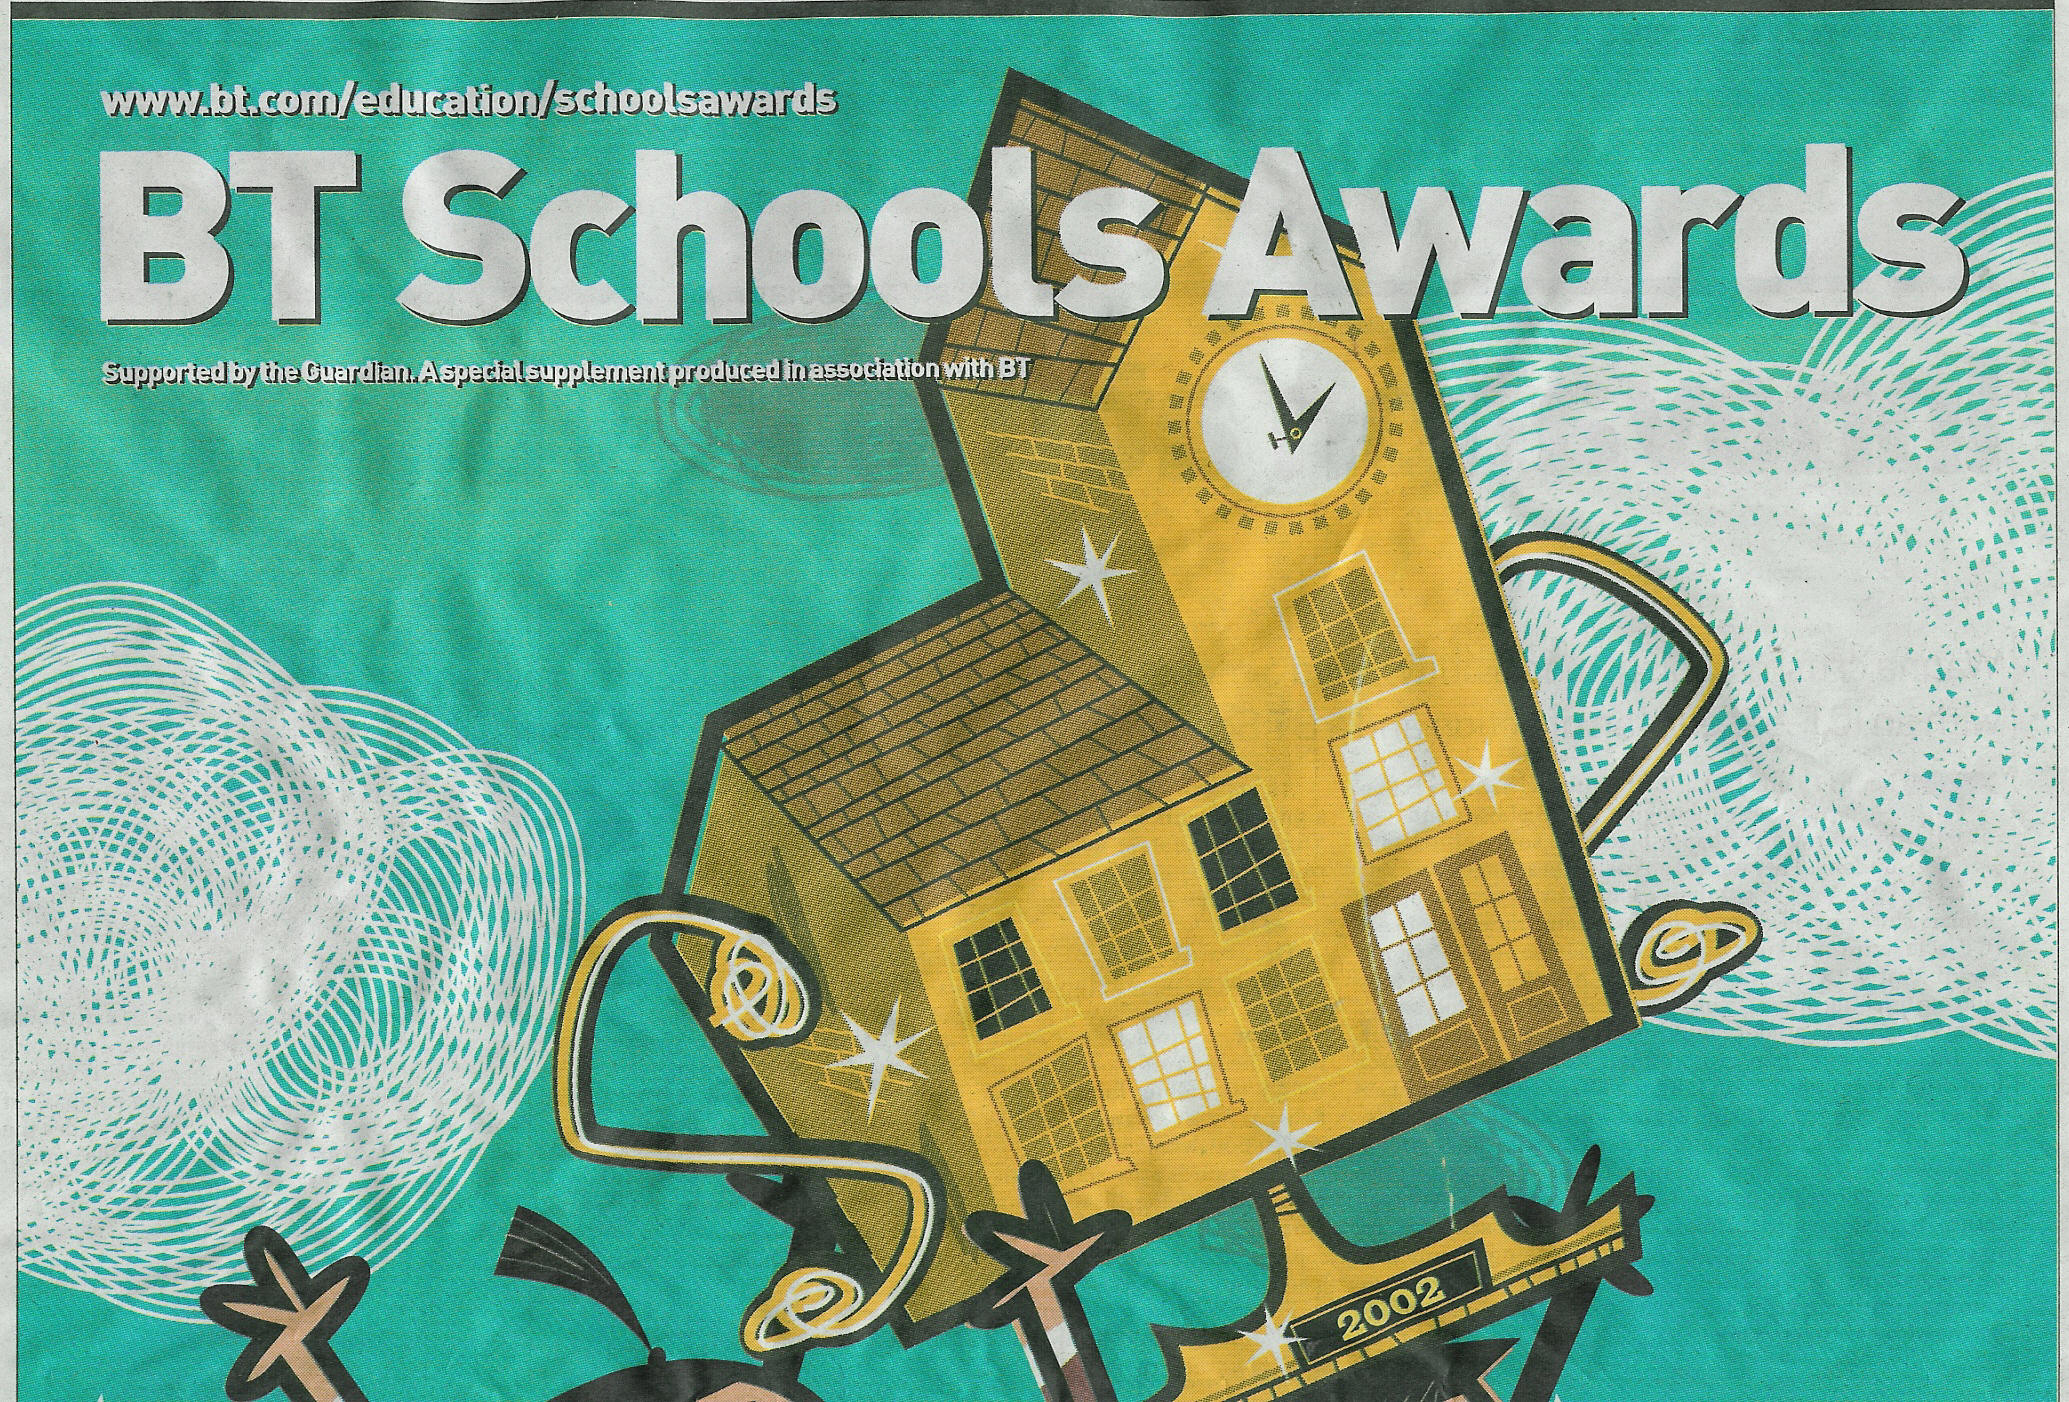 www.bt.com/education/schoolsawards
BT Schools Awards
Supported by the Guardian. A special supplement produced in association with BT
2002